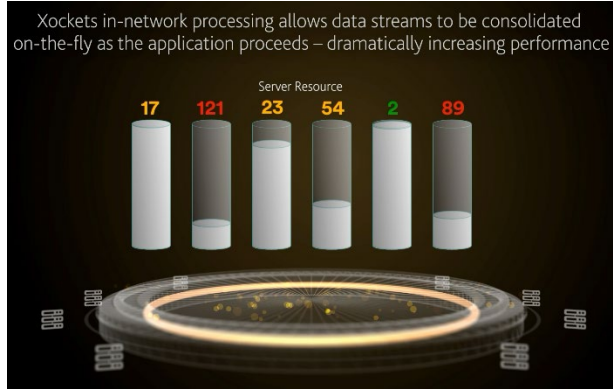 Xockets in-network processing allows data streams to be consolidated
on-the-fly as the application proceeds – dramatically increasing performance
Server Resource
17 121 23 54 2 89